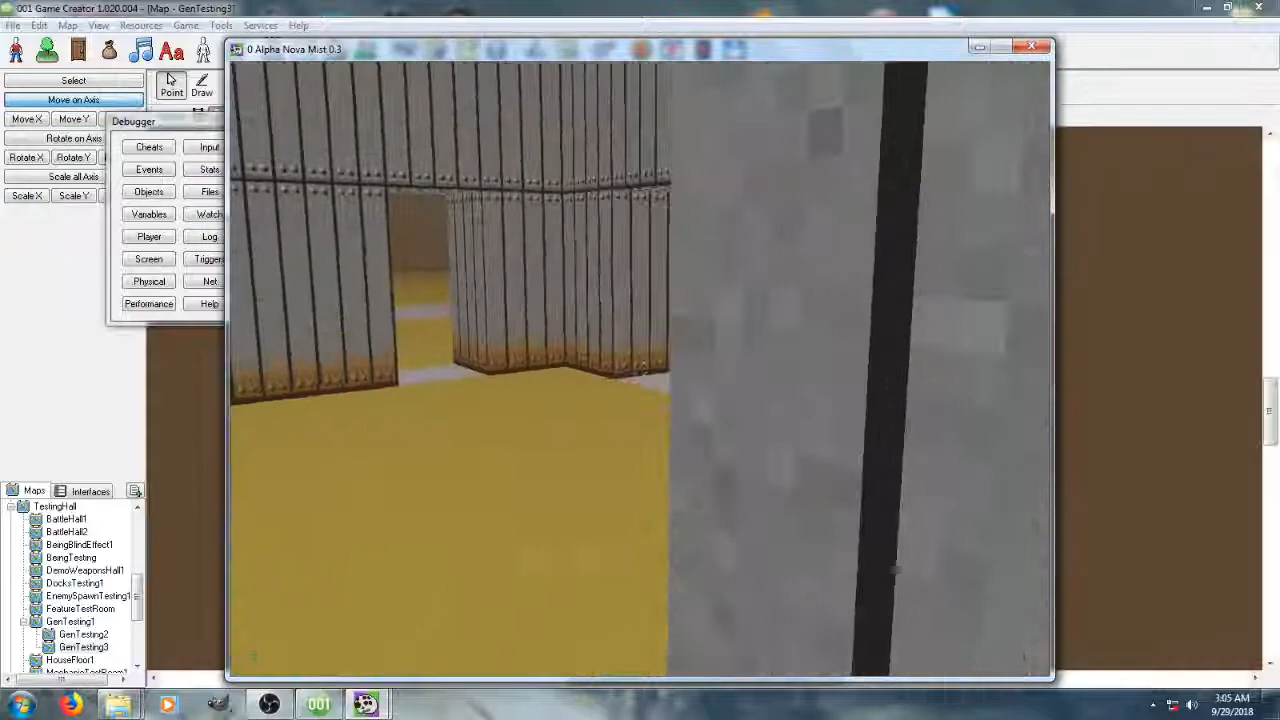 001 Game Creator 1.020.004 - [Map - GenTesting3]
File Edit Map View Resources Game Tools Services Help
0 Alpha Nova Mist 0.3
Select
Point Draw
Move on Axis
Move X Move Y
Debugger
Rotate on Axis
Rotate X Rotate Y
Scale all Axis
Scale X Scale Y
Cheats Input
Events Stats
Objects Files
Variables Watch
Player Log
Screen Triggers
Physical Net
Performance Help
Maps Interfaces
TestingHall
BattleHall1
BattleHall2
BeingBlindEffect1
BeingTesting
DemoWeaponsHall1
DocksTesting1
EnemySpawnTesting1
FeatureTestRoom
GenTesting1
GenTesting2
GenTesting3
HouseFloor1
MechanicTestRoom1
001
3:05 AM
9/29/2018